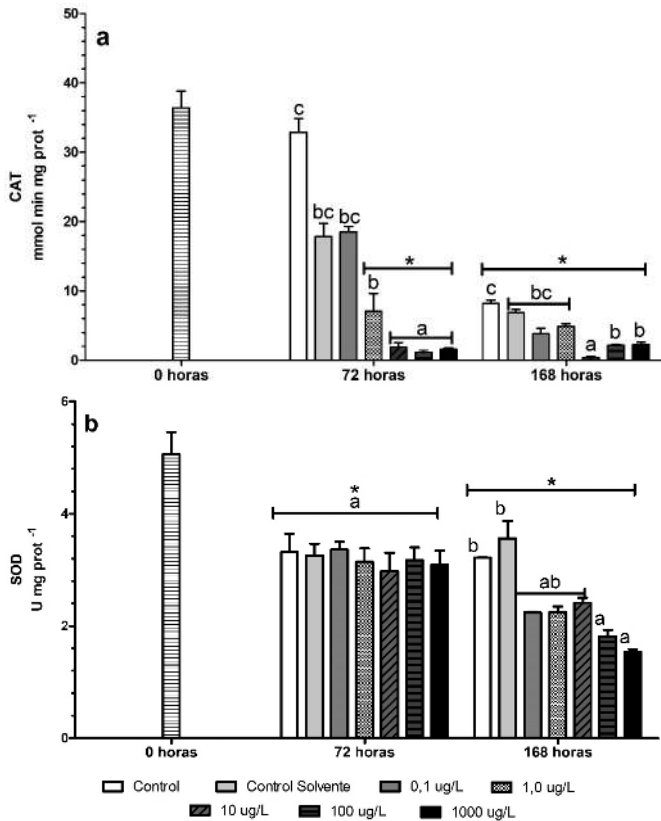 a
CAT
mmol min mg prot -1
50
40
30
20
10
0
c
bc
bc
b
*
a
*
c
bc
a
b
b
0 horas
72 horas
168 horas
b
SOD
U mg prot -1
6
4
2
0
*
a
*
b
b
ab
a
a
0 horas
72 horas
168 horas
Control
Control Solvente
0,1 ug/L
1,0 ug/L
10 ug/L
100 ug/L
1000 ug/L